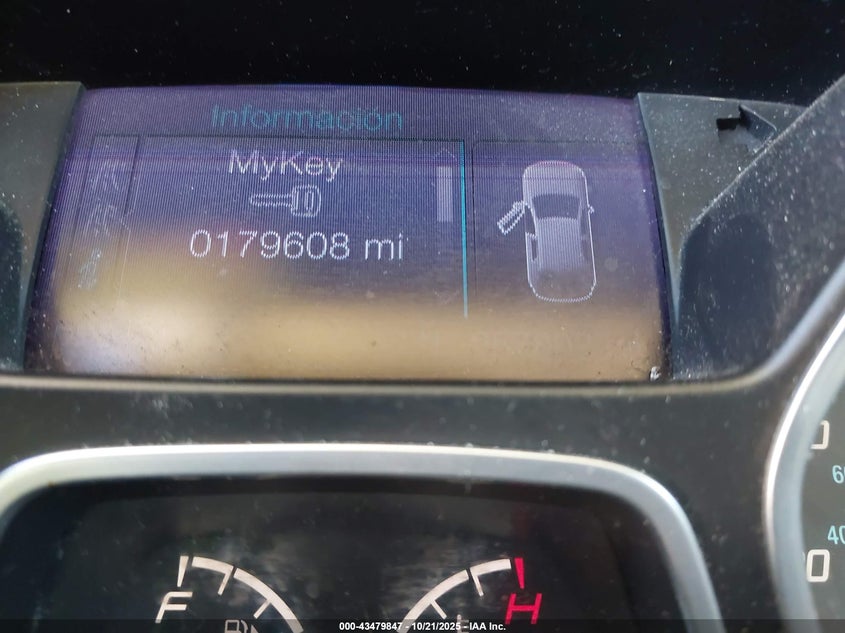 Información
MyKey
0179608 mi
F
H
000-43479847 - 10/21/2025 - IAA Inc.